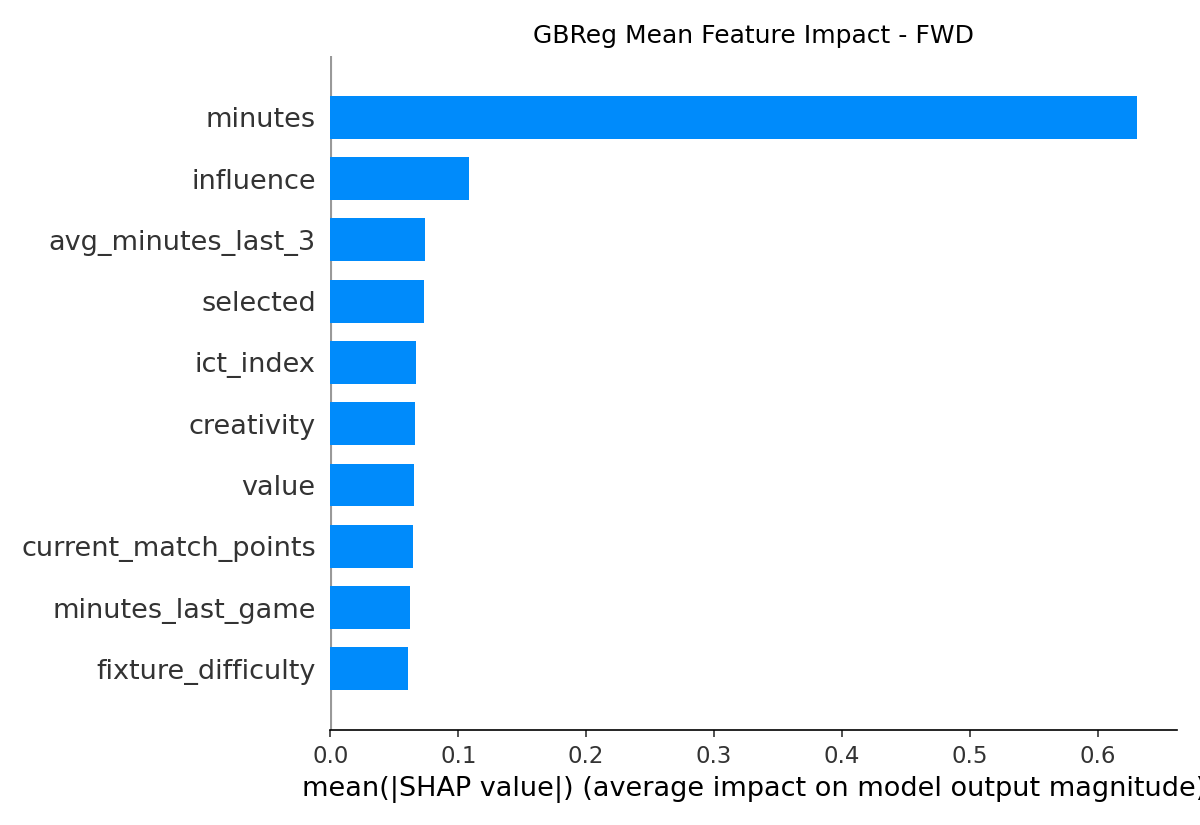 GBReg Mean Feature Impact - FWD
minutes
influence
avg_minutes_last_3
selected
ict_index
creativity
value
current_match_points
minutes_last_game
fixture_difficulty
0.0 0.1 0.2 0.3 0.4 0.5 0.6
mean(|SHAP value|) (average impact on model output magnitude)